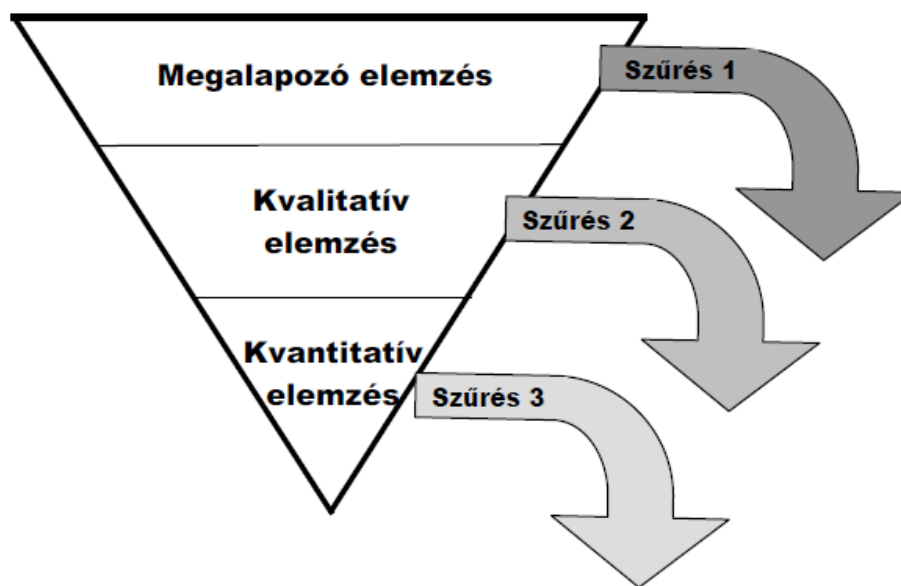 Megalapozó elemzés
Szűrés 1
Kvalitatív
elemzés
Szűrés 2
Kvantitatív
elemzés
Szűrés 3